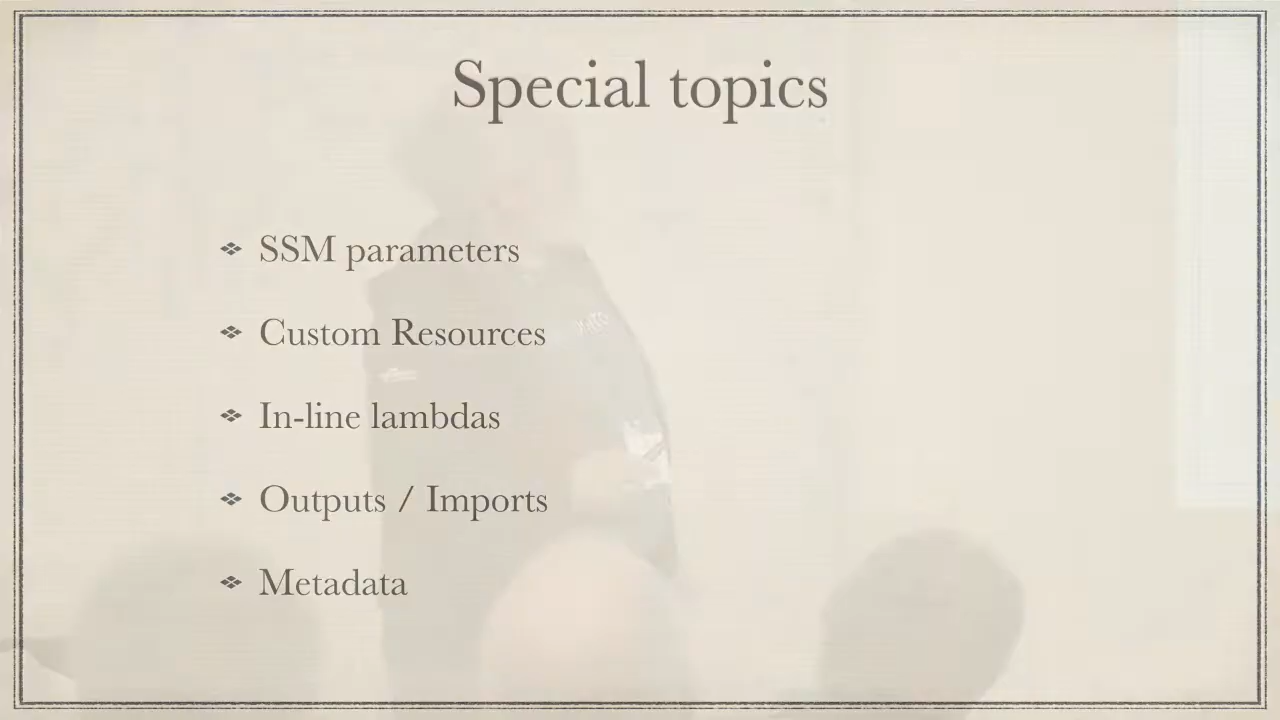 Special topics
SSM parameters
Custom Resources
In-line lambdas
Outputs / Imports
Metadata